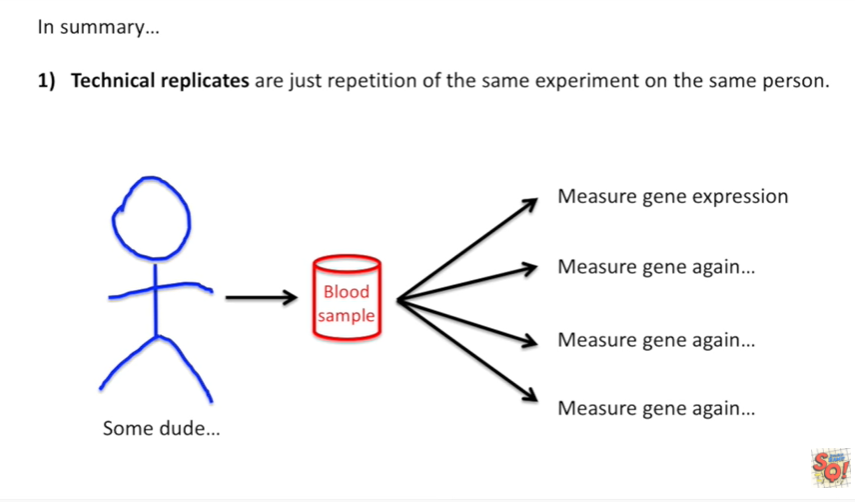 In summary...
1) Technical replicates are just repetition of the same experiment on the same person.
Measure gene expression
Measure gene again...
Blood
sample
Measure gene again...
Measure gene again...
Some dude...
SQ!